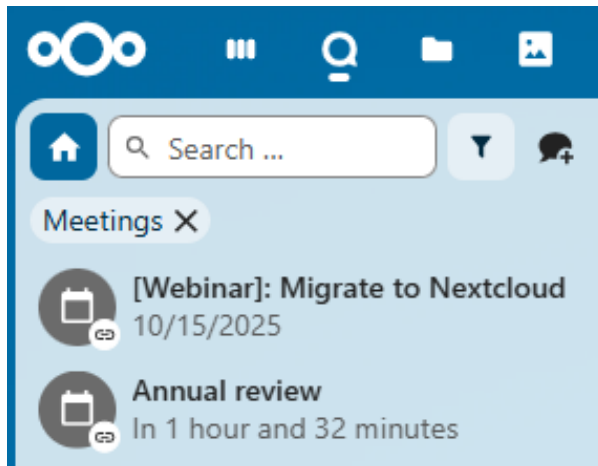 Search ...
Meetings
[Webinar]: Migrate to Nextcloud
10/15/2025
Annual review
In 1 hour and 32 minutes